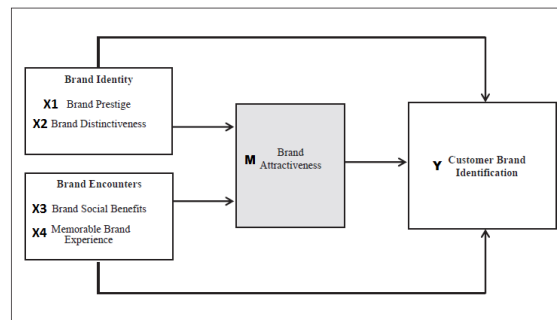 Brand Identity
X1 Brand Prestige
X2 Brand Distinctiveness
Brand Encounters
X3 Brand Social Benefits
X4 Memorable Brand
Experience
M Brand
Attractiveness
Y Customer Brand
Identification